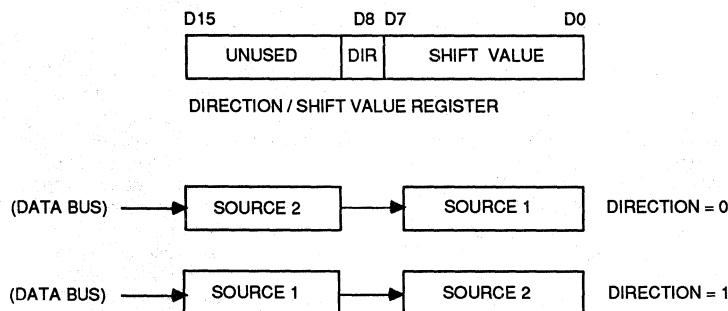 D15 D8 D7 D0
UNUSED DIR SHIFT VALUE
DIRECTION / SHIFT VALUE REGISTER
(DATA BUS) SOURCE 2 SOURCE 1 DIRECTION = 0
(DATA BUS) SOURCE 1 SOURCE 2 DIRECTION = 1